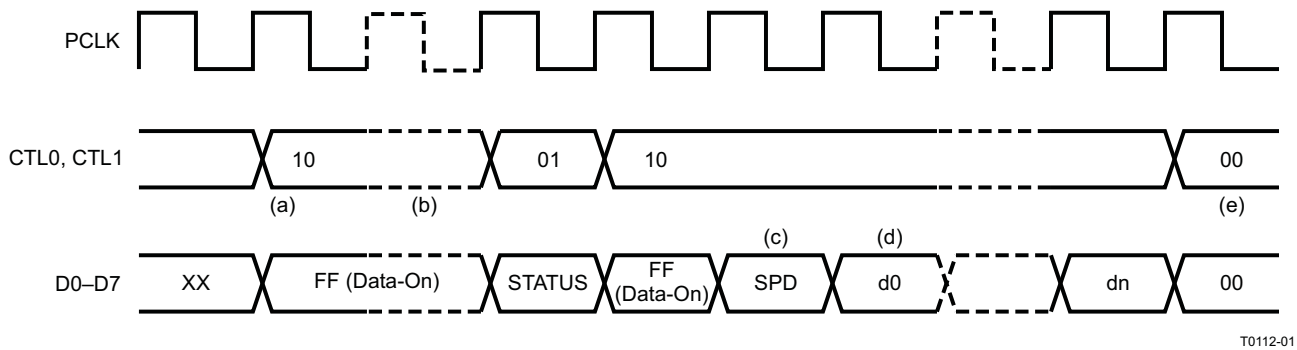 PCLK
CTL0, CTL1
10
01
10
00
(a)
(b)
(e)
(c)
(d)
D0–D7
XX
FF (Data-On)
STATUS
FF
(Data-On)
SPD
d0
dn
00
T0112-01